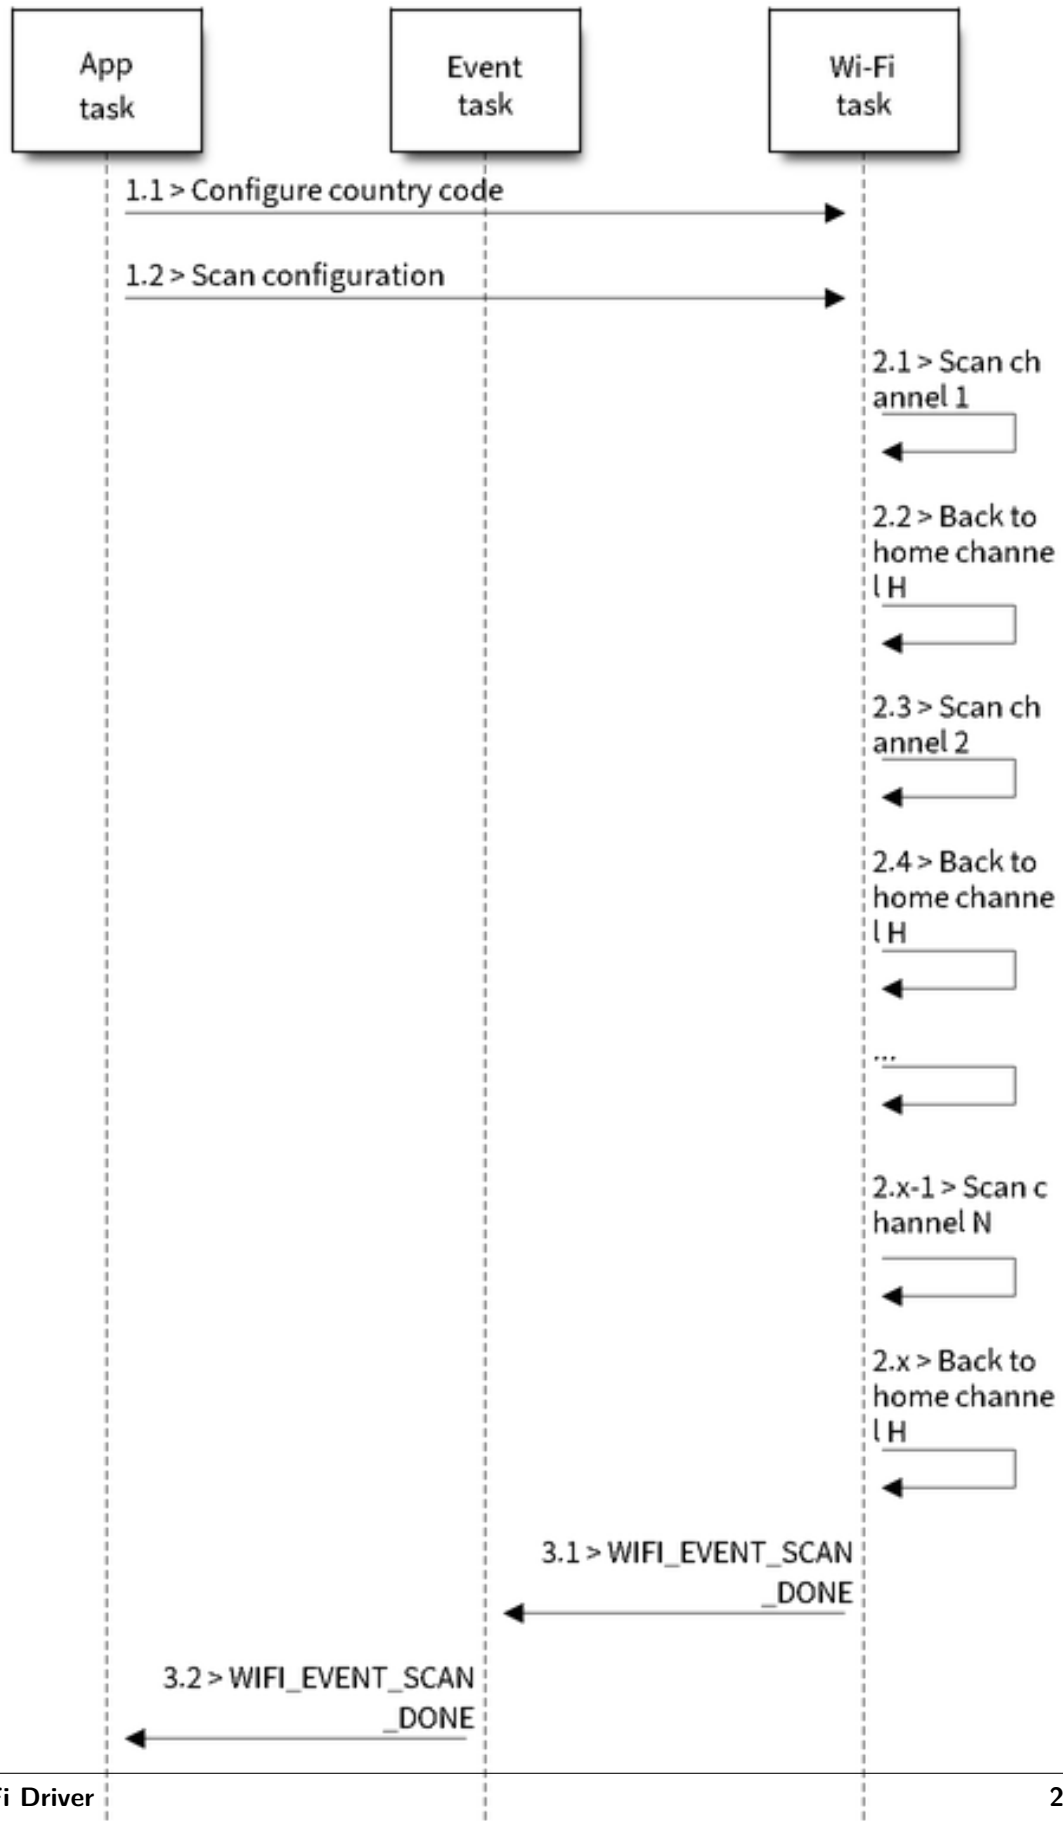 App
task
Event
task
Wi-Fi
task
1.1 > Configure country code
1.2 > Scan configuration
2.1 > Scan ch
annel 1
2.2 > Back to
home channe
l H
2.3 > Scan ch
annel 2
2.4 > Back to
home channe
l H
...
2.x-1 > Scan c
hannel N
2.x > Back to
home channe
l H
3.1 > WIFI_EVENT_SCAN
_DONE
3.2 > WIFI_EVENT_SCAN
_DONE
i Driver
2